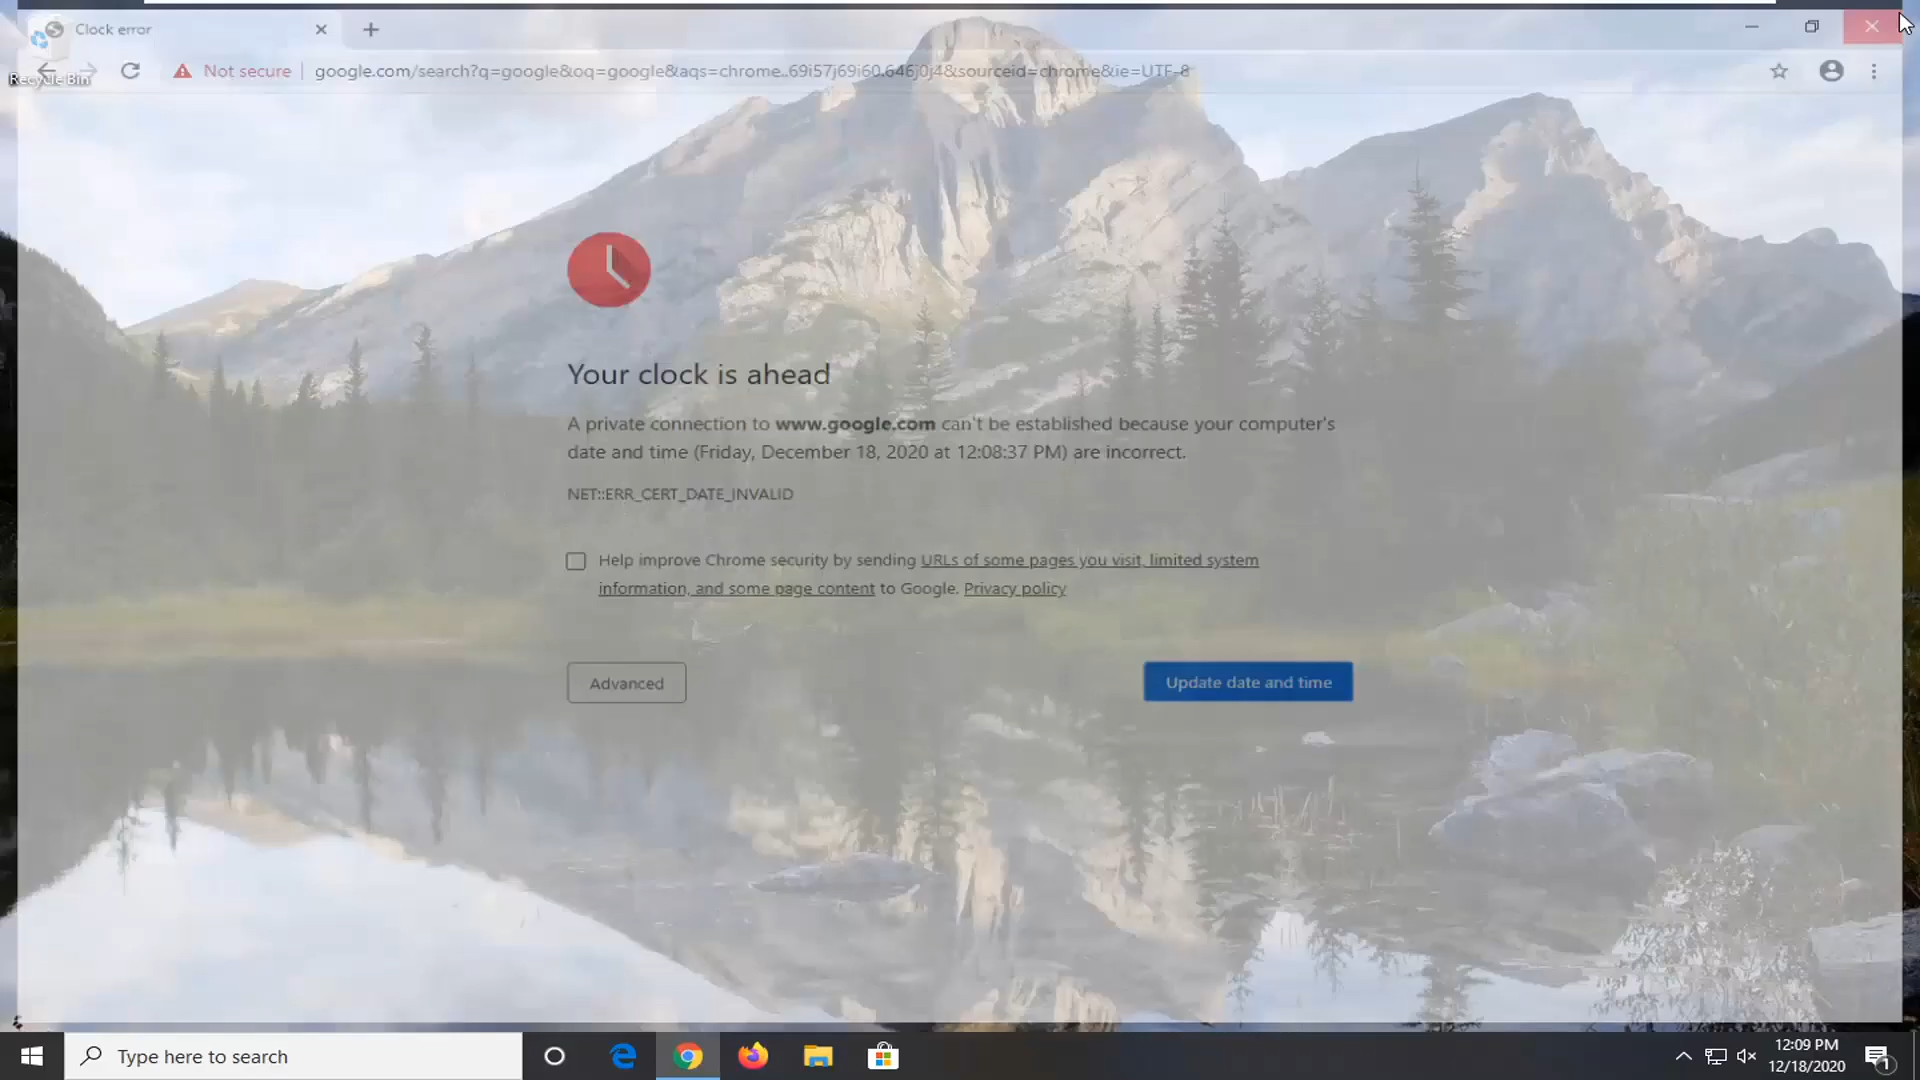 Clock error
Recycle Bin
Not secure
google.com/search?q=google&oq=google&aqs=chrome..69i57j69i60.646j0j4&sourceid=chrome&ie=UTF-8
Your clock is ahead
A private connection to www.google.com can't be established because your computer's
date and time (Friday, December 18, 2020 at 12:08:37 PM) are incorrect.
NET::ERR_CERT_DATE_INVALID
Help improve Chrome security by sending URLs of some pages you visit, limited system
information, and some page content to Google. Privacy policy
Advanced
Update date and time
Type here to search
12:09 PM
12/18/2020
1